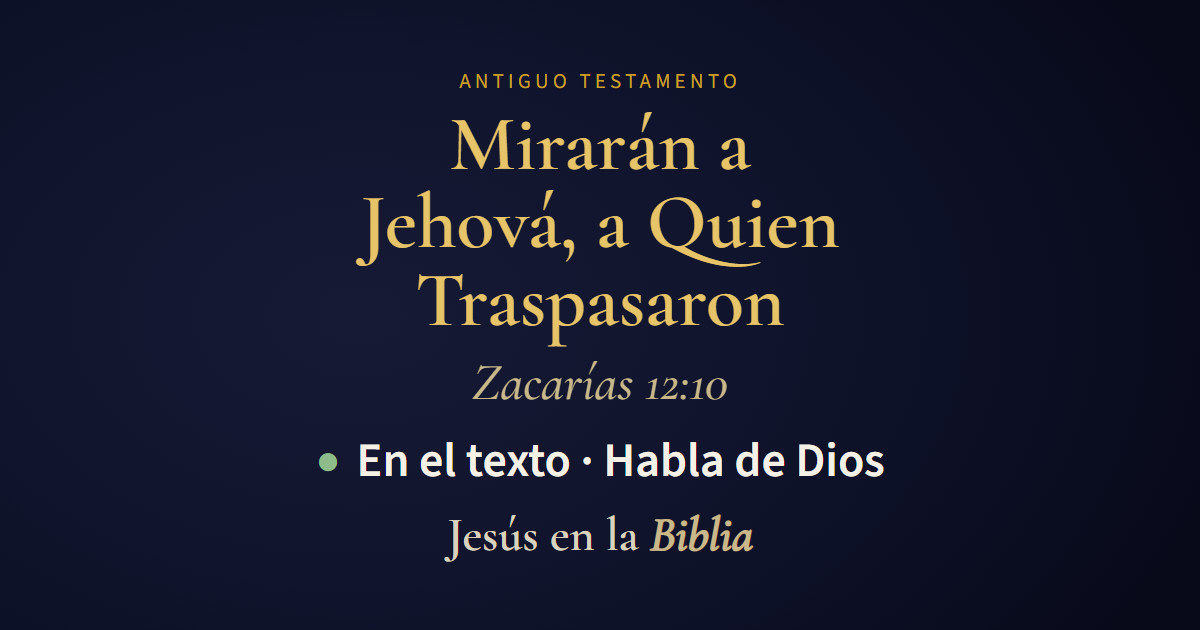 ANTIGUO TESTAMENTO
Mirarán a
Jehová, a Quien
Traspasaron
Zacarías 12:10
En el texto · Habla de Dios
Jesús en la Biblia